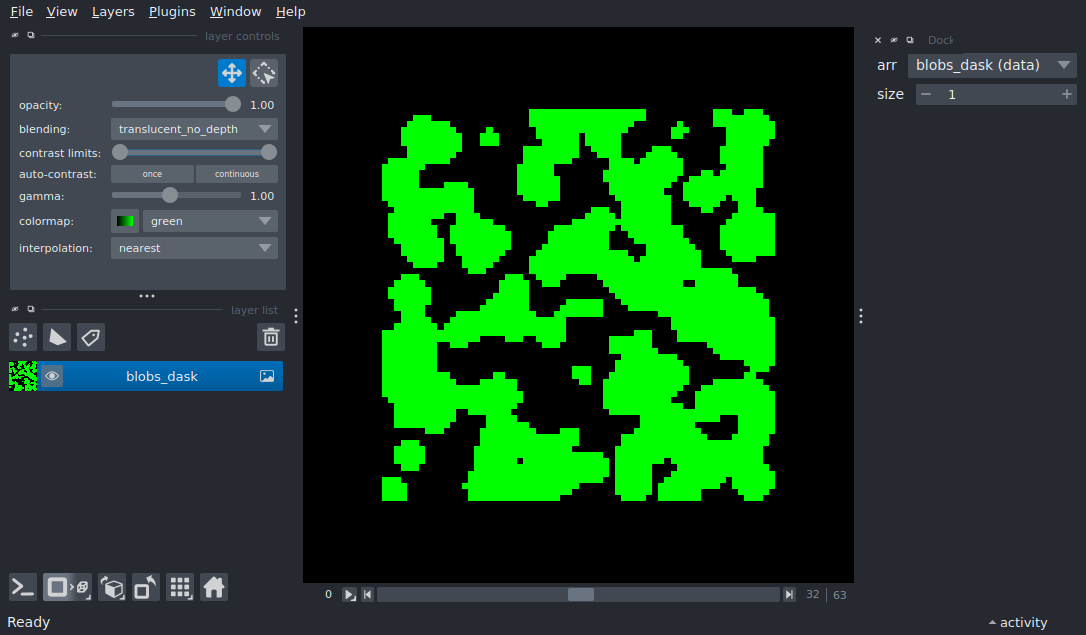 File View Layers Plugins Window Help
layer controls
opacity: 1.00
blending: translucent_no_depth
contrast limits:
auto-contrast: once continuous
gamma: 1.00
colormap: green
interpolation: nearest
layer list
blobs_dask
0 32 63
Dock
arr blobs_dask (data)
size 1
Ready
activity